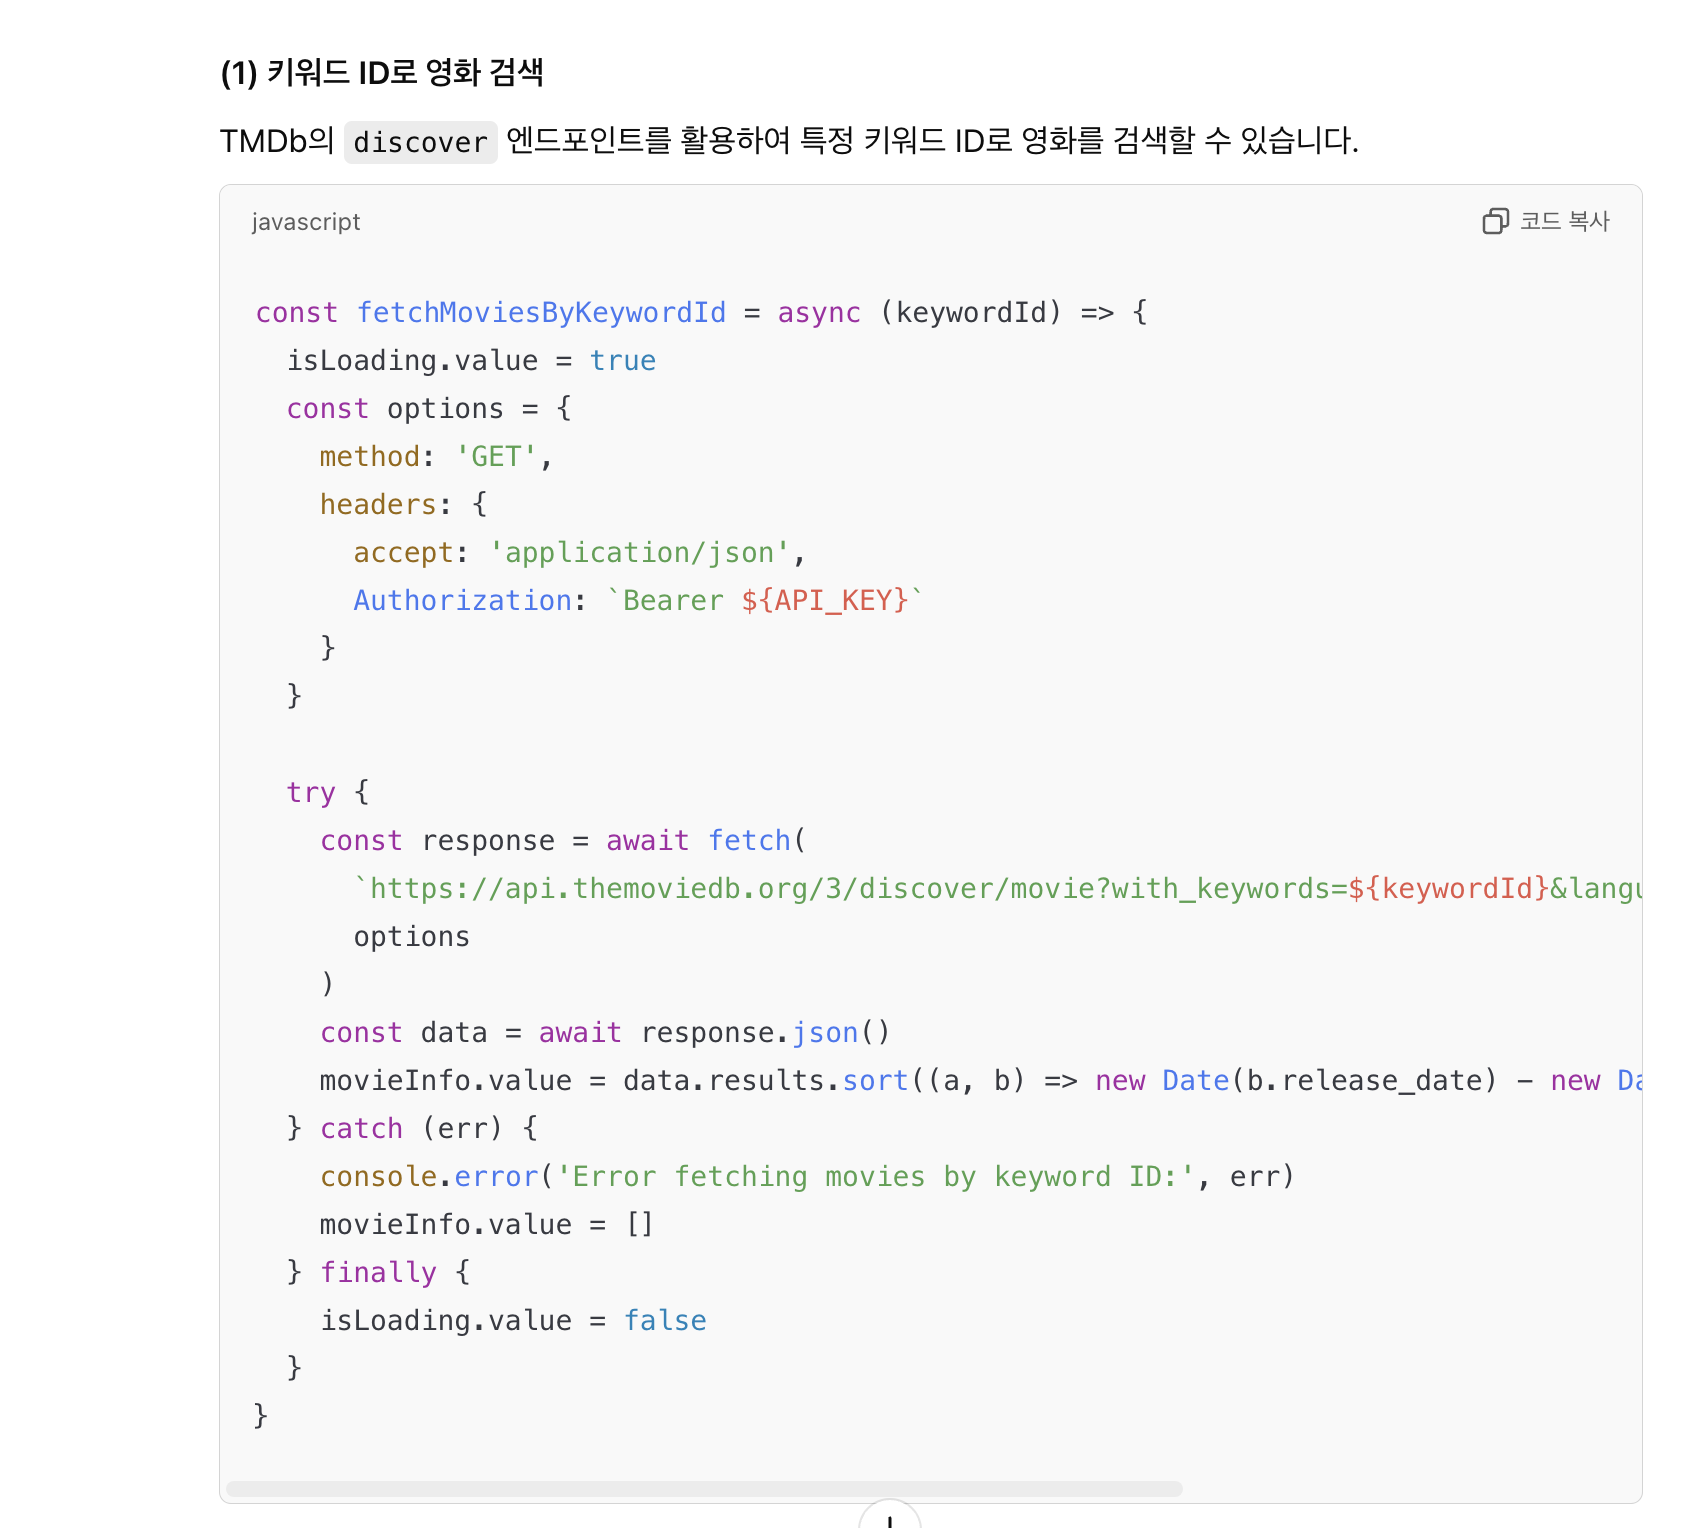 (1) 키워드 ID로 영화 검색
TMDb의 discover 엔드포인트를 활용하여 특정 키워드 ID로 영화를 검색할 수 있습니다.
javascript 코드 복사
const fetchMoviesByKeywordId = async (keywordId) => {
  isLoading.value = true
  const options = {
    method: 'GET',
    headers: {
      accept: 'application/json',
      Authorization: `Bearer ${API_KEY}`
    }
  }
  try {
    const response = await fetch(
      `https://api.themoviedb.org/3/discover/movie?with_keywords=${keywordId}&langu
      options
    )
    const data = await response.json()
    movieInfo.value = data.results.sort((a, b) => new Date(b.release_date) - new Da
  } catch (err) {
    console.error('Error fetching movies by keyword ID:', err)
    movieInfo.value = []
  } finally {
    isLoading.value = false
  }
}